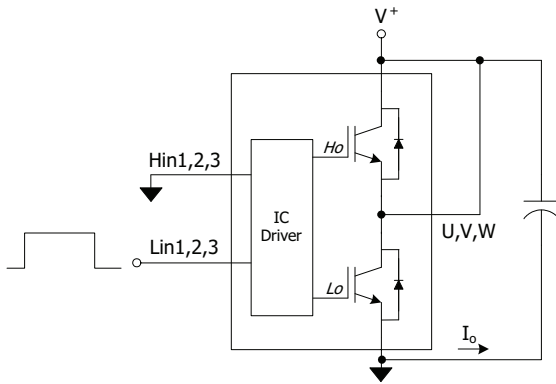 V+
Ho
Hin1,2,3
IC
Driver
U,V,W
Lin1,2,3
Lo
Io